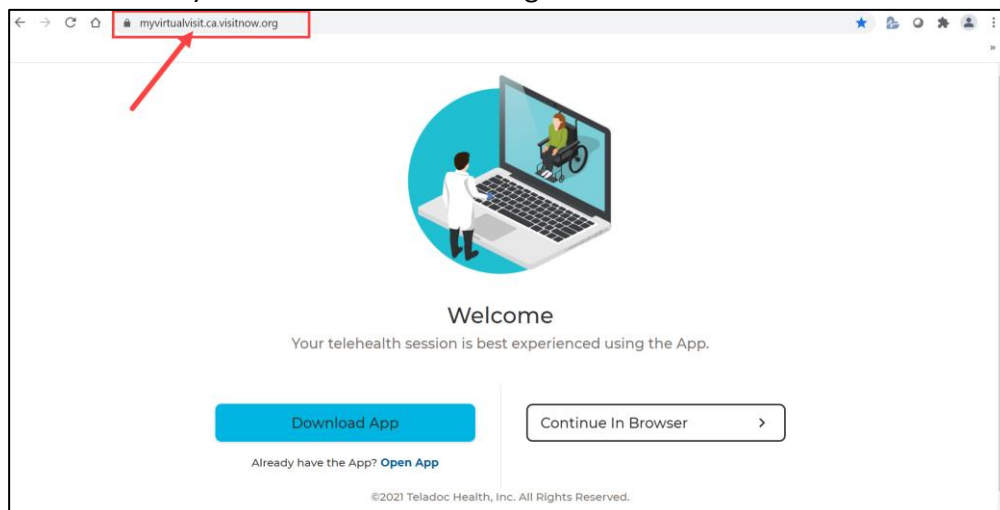 myvirtualvisit.ca.visitnow.org
Welcome
Your telehealth session is best experienced using the App.
Download App
Continue In Browser
Already have the App? Open App
©2021 Teladoc Health, Inc. All Rights Reserved.